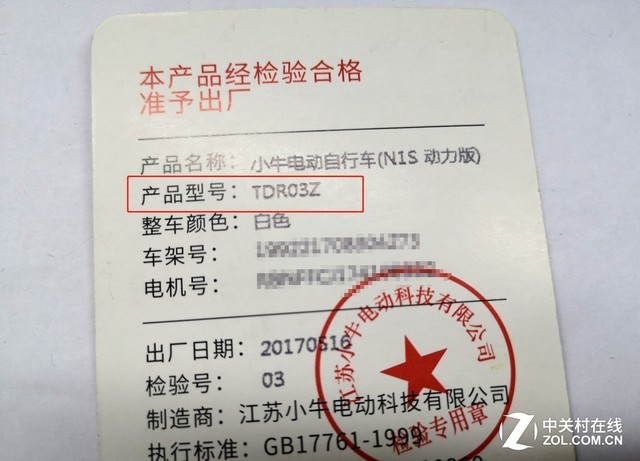 本产品经检验合格
准予出厂
产品名称：小牛电动自行车(N1S 动力版)
产品型号：TDR03Z
整车颜色：白色
车架号：
电机号：
出厂日期：20170516
检验号：03
制造商：江苏小牛电动科技有限公司
执行标准：GB17761-1999
江苏小牛电动科技有限公司
检验专用章
中关村在线
ZOL.COM.CN